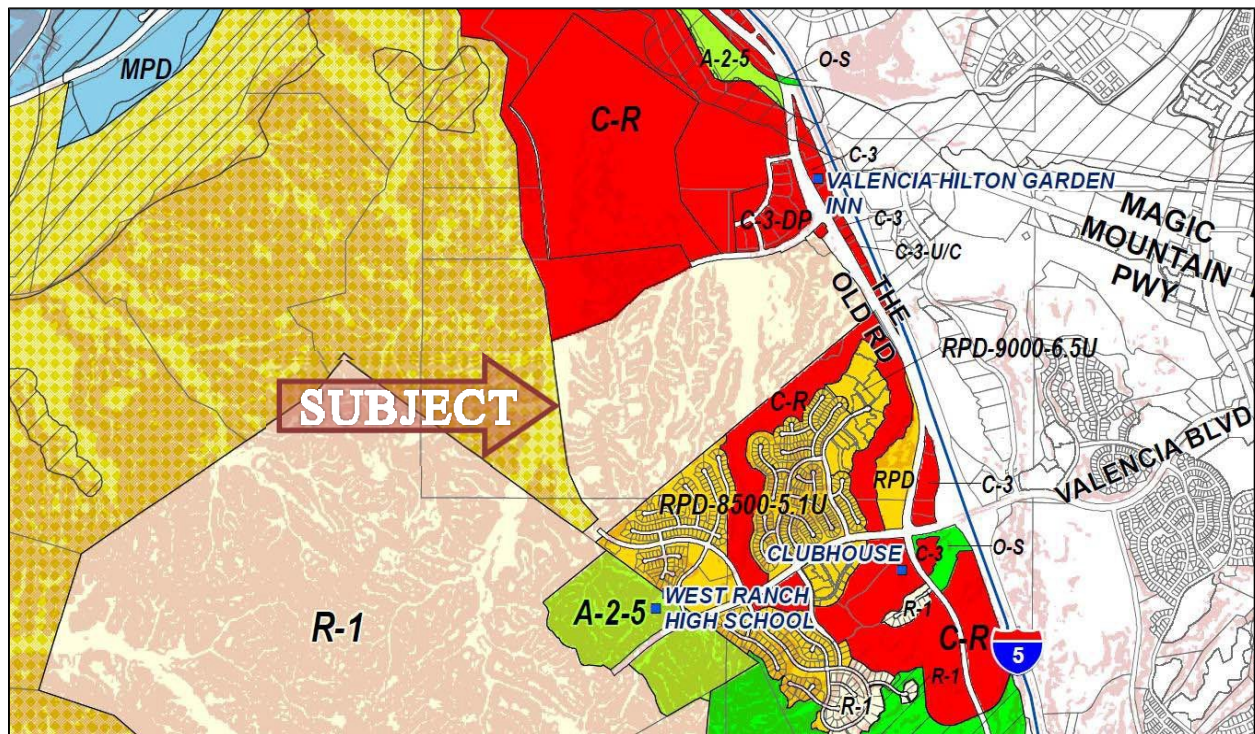 MPD
A-2-5
O-S
C-R
C-3
VALENCIA HILTON GARDEN
INN
C-3-DP
C-3
C-3-U/C
MAGIC
MOUNTAIN
PWY
THE
OLD RD
RPD-9000-6.5U
SUBJECT
C-R
VALENCIA BLVD
RPD
C-3
RPD-8500-5.1U
CLUBHOUSE
C-3
O-S
A-2-5
WEST RANCH
HIGH SCHOOL
R-1
R-1
C-R
5
R-1
R-1